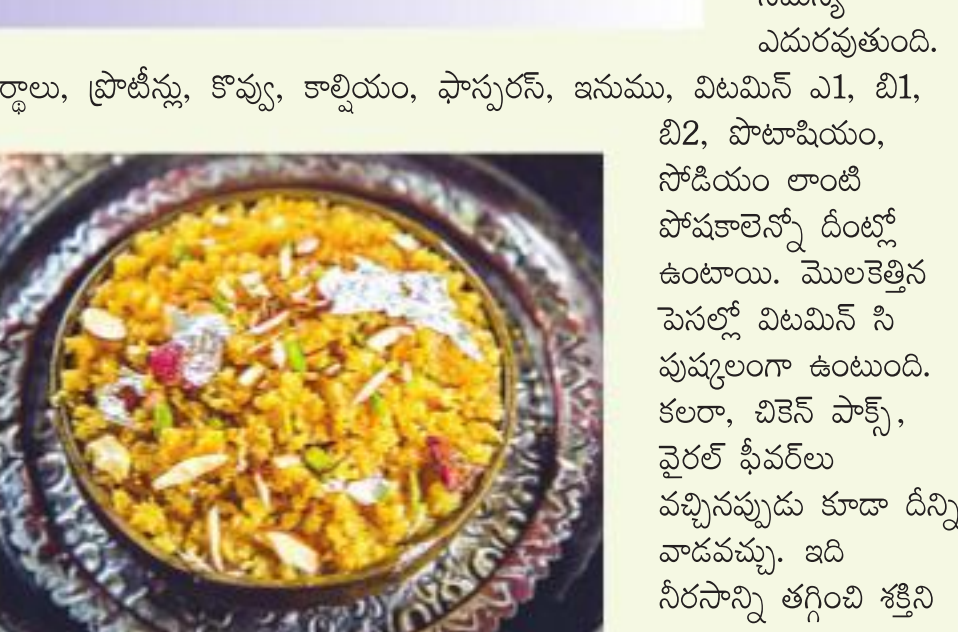 ఎదురవుతుంది.
ప్రొటీన్లు, కొవ్వు, కాల్షియం, ఫాస్పరస్, ఇనుము, విటమిన్ ఎ1, బి1,
బి2, పొటాషియం,
సోడియం లాంటి
పోషకాలెన్నో దీంట్లో
ఉంటాయి. మొలకెత్తిన
పెసల్లో విటమిన్ సి
పుష్కలంగా ఉంటుంది.
కలరా, చికెన్ పాక్స్,
వైరల్ ఫీవర్‌లు
వచ్చినప్పుడు కూడా దీన్ని
వాడవచ్చు. ఇది
నీరసాన్ని తగ్గించి శక్తిని